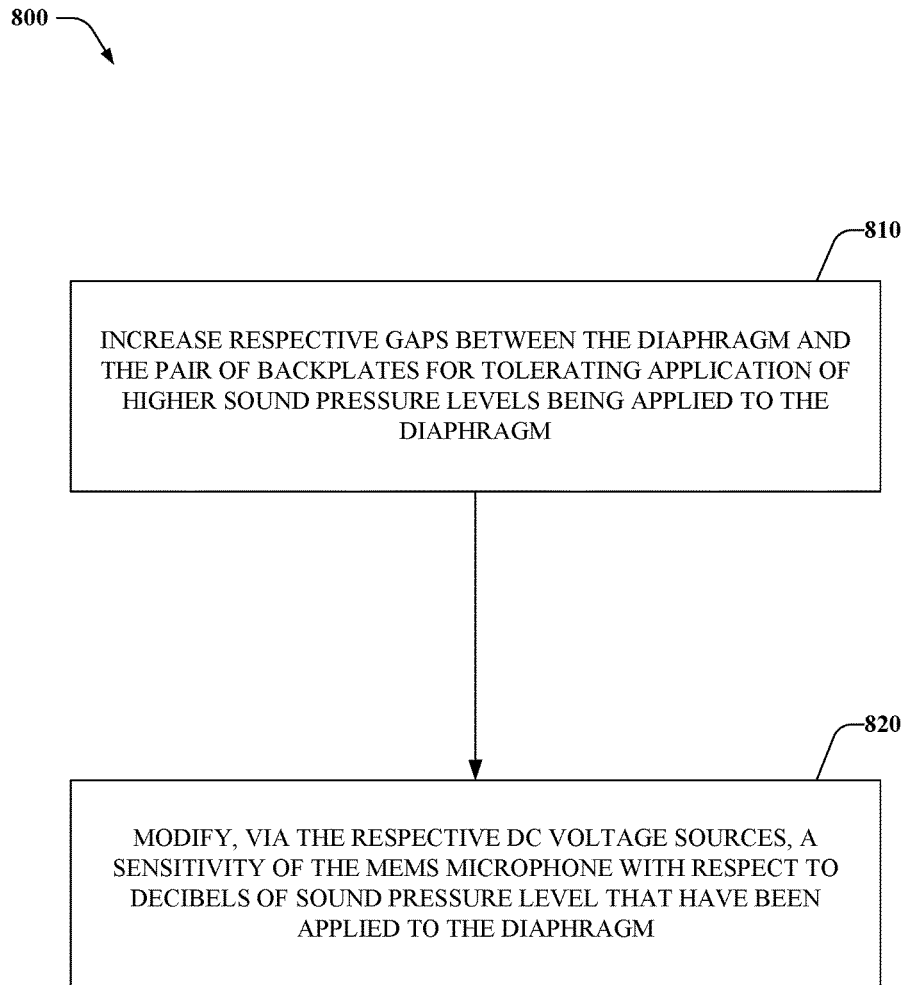 800
810
INCREASE RESPECTIVE GAPS BETWEEN THE DIAPHRAGM AND
THE PAIR OF BACKPLATES FOR TOLERATING APPLICATION OF
HIGHER SOUND PRESSURE LEVELS BEING APPLIED TO THE
DIAPHRAGM
820
MODIFY, VIA THE RESPECTIVE DC VOLTAGE SOURCES, A
SENSITIVITY OF THE MEMS MICROPHONE WITH RESPECT TO
DECIBELS OF SOUND PRESSURE LEVEL THAT HAVE BEEN
APPLIED TO THE DIAPHRAGM